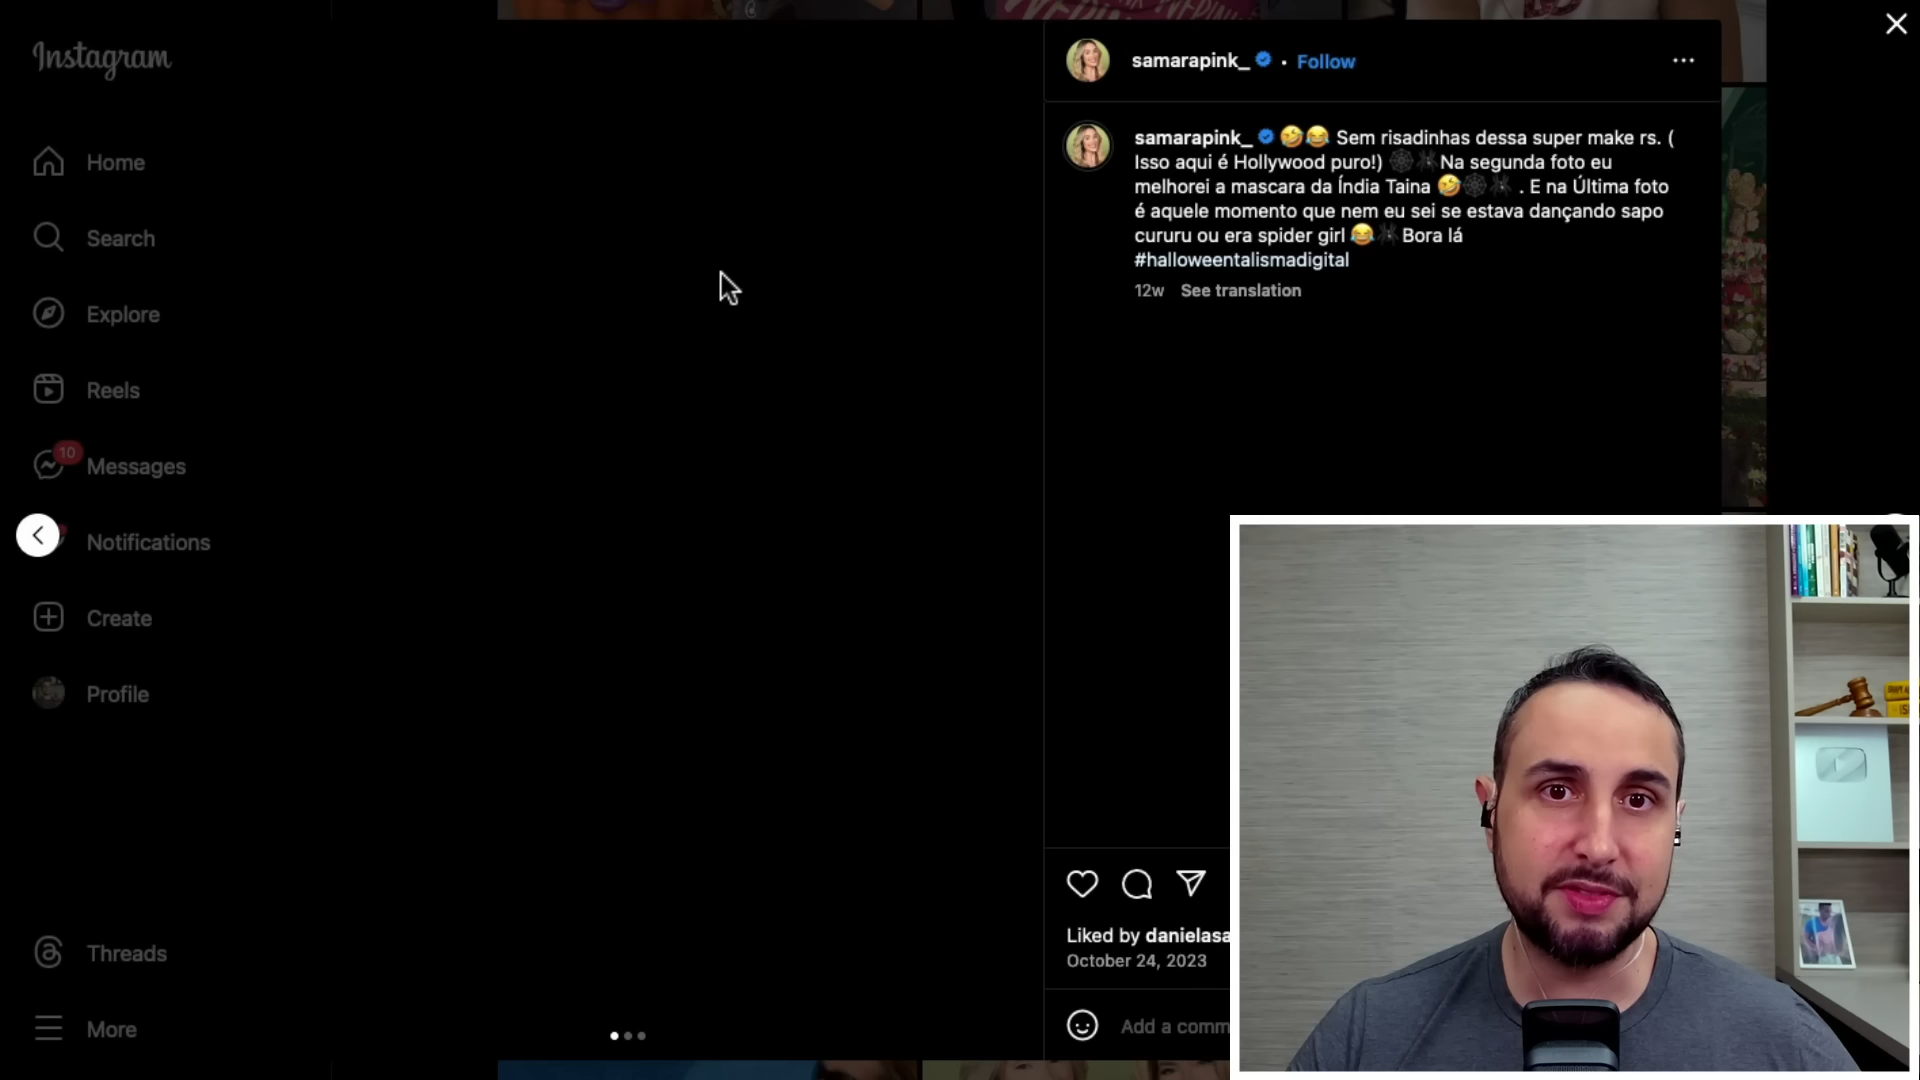 Instagram
Home
Search
Explore
Reels
10
Messages
Notifications
Create
Profile
Threads
More
samarapink_ • Follow
samarapink_ 🤣😂 Sem risadinhas dessa super make rs. (
Isso aqui é Hollywood puro!) 🕸️🕷️Na segunda foto eu
melhorei a mascara da Índia Taina 🤣🕸️🕷️ . E na Última foto
é aquele momento que nem eu sei se estava dançando sapo
cururu ou era spider girl 😂🕷️Bora lá
#halloweentalismadigital
12w See translation
Liked by danielasa
October 24, 2023
Add a comm